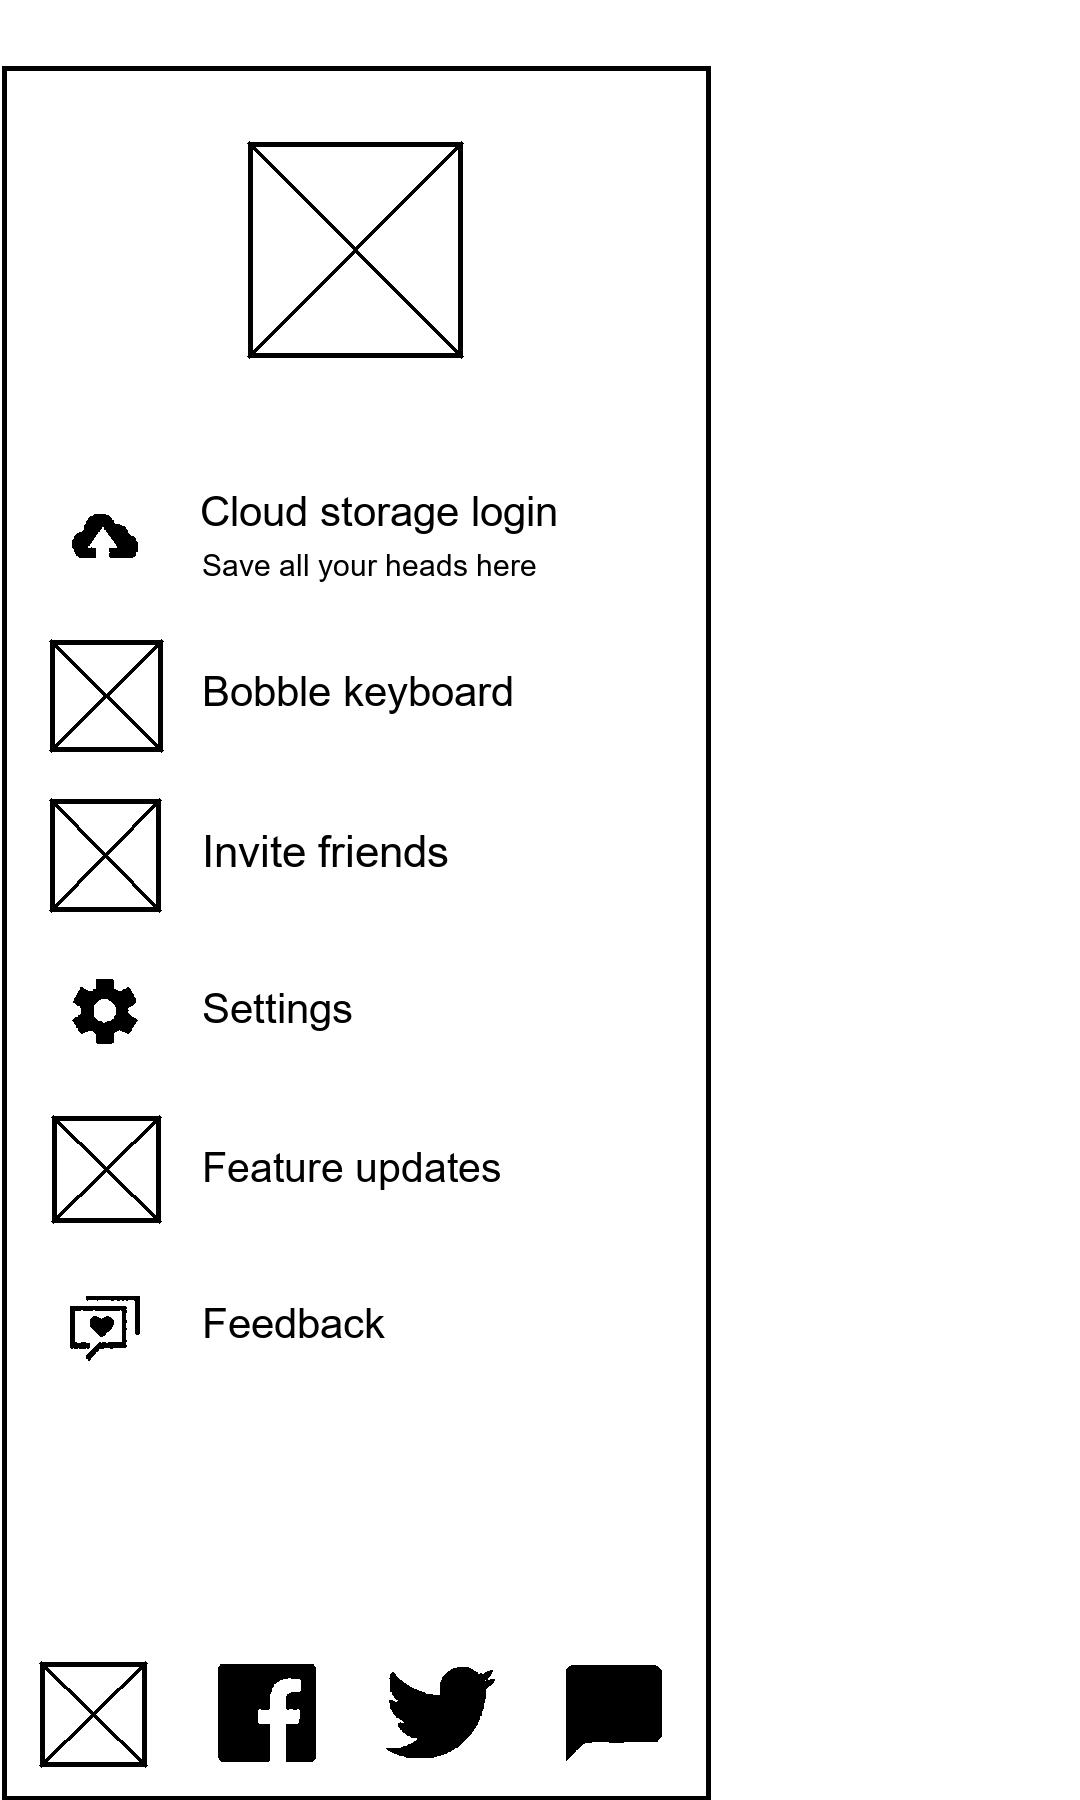 Cloud storage login
Save all your heads here
Bobble keyboard
Invite friends
Settings
Feature updates
Feedback